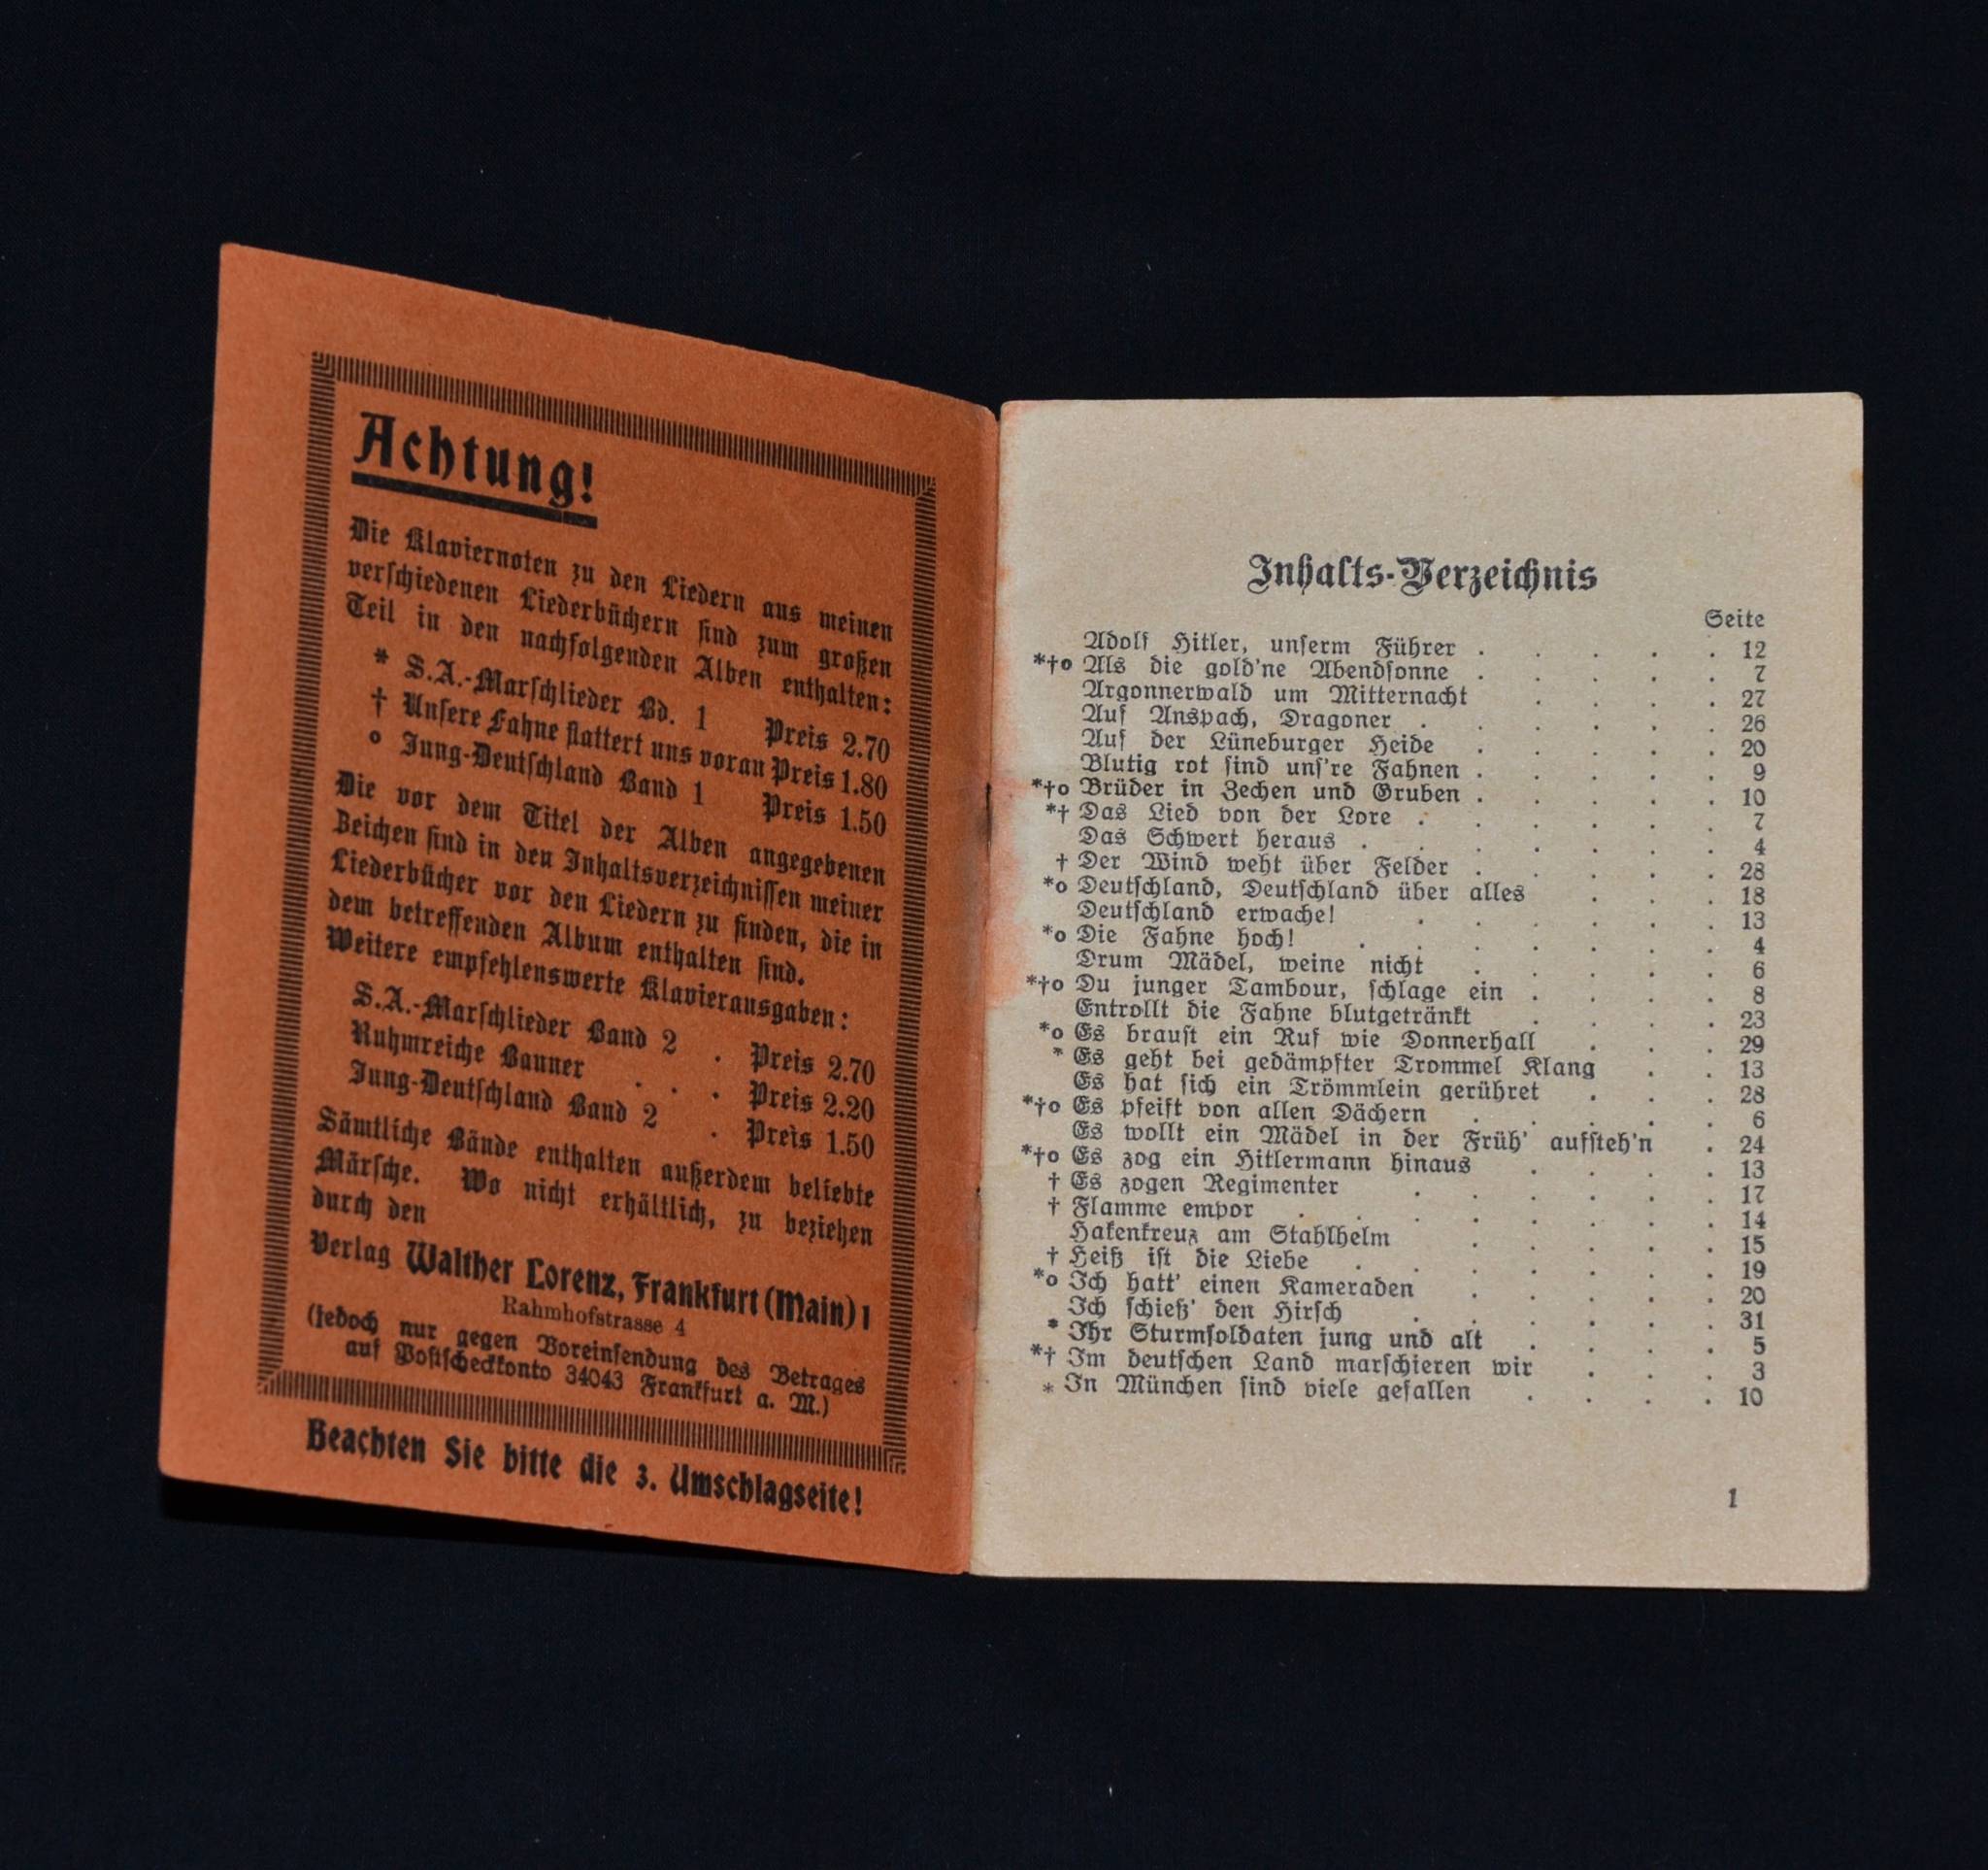 Achtung!
Die Klaviernoten zu den Liedern aus meinen
verschiedenen Liederbüchern sind zum großen
Teil in den nachfolgenden Alben enthalten:
* S.A.-Marschlieder Bd. 1 Preis 2.70
† Unsere Fahne flattert uns voran Preis 1.80
o Jung-Deutschland Band 1 Preis 1.50
Die vor dem Titel der Alben angegebenen
Zeichen sind in den Inhaltsverzeichnissen meiner
Liederbücher vor den Liedern zu finden, die in
dem betreffenden Album enthalten sind.
Weitere empfehlenswerte Klavierausgaben:
S.A.-Marschlieder Band 2 . Preis 2.70
Ruhmreiche Banner . . . Preis 2.20
Jung-Deutschland Band 2 . Preis 1.50
Sämtliche Bände enthalten außerdem beliebte
Märsche. Wo nicht erhältlich, zu beziehen
durch den
Verlag Walther Lorenz, Frankfurt (Main) 1
Rahmhofstrasse 4
(jedoch nur gegen Voreinsendung des Betrages
auf Postscheckkonto 34043 Frankfurt a. M.)
Beachten Sie bitte die 3. Umschlagseite!
Inhalts-Verzeichnis
Seite
Adolf Hitler, unserm Führer . . . . . 12
*†o Als die gold'ne Abendsonne . . . . . 7
Argonnerwald um Mitternacht . . . . 27
Auf Anspach, Dragoner . . . . . . 26
Auf der Lüneburger Heide . . . . . 20
Blutig rot sind uns're Fahnen . . . . . 9
*†o Brüder in Zechen und Gruben . . . . . 10
*† Das Lied von der Lore . . . . . . 7
Das Schwert heraus . . . . . . . 4
† Der Wind weht über Felder . . . . . 28
*o Deutschland, Deutschland über alles . . . 18
Deutschland erwache! . . . . . . 13
*o Die Fahne hoch! . . . . . . . 4
Drum Mädel, weine nicht . . . . . 6
*†o Du junger Tambour, schlage ein . . . . 8
Entrollt die Fahne blutgetränkt . . . . 23
*o Es braust ein Ruf wie Donnerhall . . . 29
* Es geht bei gedämpfter Trommel Klang . . 13
Es hat sich ein Trömmlein gerühret . . . 28
*†o Es pfeift von allen Dächern . . . . . 6
Es wollt ein Mädel in der Früh' aufsteh'n . 24
*†o Es zog ein Hitlermann hinaus . . . . 13
† Es zogen Regimenter . . . . . . 17
† Flamme empor . . . . . . . . 14
Hakenkreuz am Stahlhelm . . . . . 15
† Heiß ist die Liebe . . . . . . . 19
*o Ich hatt' einen Kameraden . . . . . 20
Ich schieß' den Hirsch . . . . . . 31
* Ihr Sturmsoldaten jung und alt . . . . 5
*† Im deutschen Land marschieren wir . . . 3
* In München sind viele gefallen . . . . 10
1